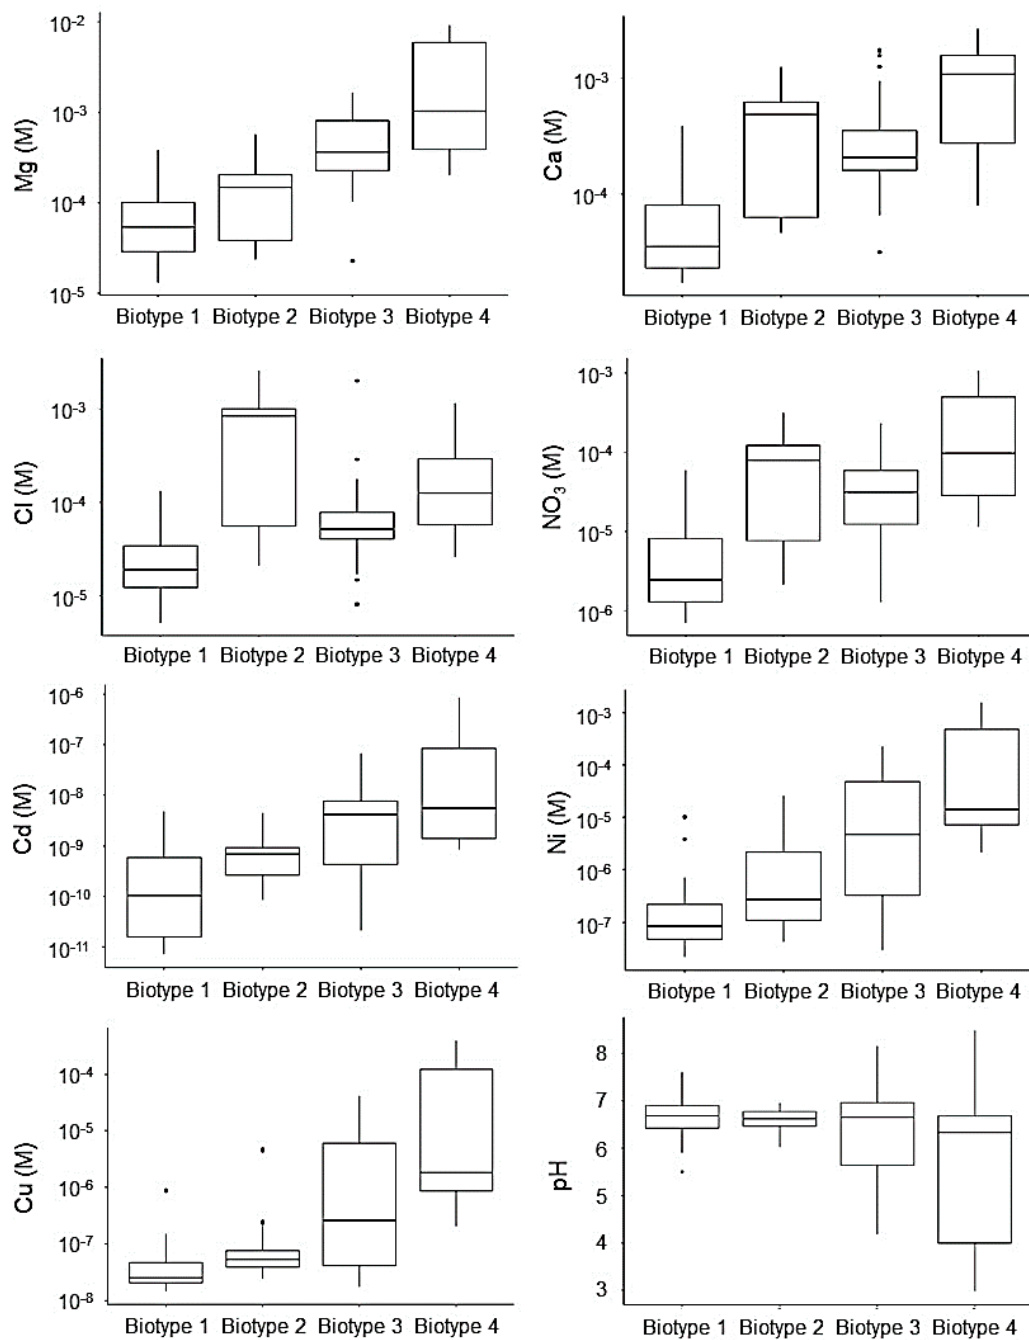 Mg (M)
10⁻²
10⁻³
10⁻⁴
10⁻⁵
Biotype 1 Biotype 2 Biotype 3 Biotype 4
Ca (M)
10⁻³
10⁻⁴
Biotype 1 Biotype 2 Biotype 3 Biotype 4
Cl (M)
10⁻³
10⁻⁴
10⁻⁵
Biotype 1 Biotype 2 Biotype 3 Biotype 4
NO₃ (M)
10⁻³
10⁻⁴
10⁻⁵
10⁻⁶
Biotype 1 Biotype 2 Biotype 3 Biotype 4
Cd (M)
10⁻⁶
10⁻⁷
10⁻⁸
10⁻⁹
10⁻¹⁰
10⁻¹¹
Biotype 1 Biotype 2 Biotype 3 Biotype 4
Ni (M)
10⁻³
10⁻⁴
10⁻⁵
10⁻⁶
10⁻⁷
Biotype 1 Biotype 2 Biotype 3 Biotype 4
Cu (M)
10⁻⁴
10⁻⁵
10⁻⁶
10⁻⁷
10⁻⁸
Biotype 1 Biotype 2 Biotype 3 Biotype 4
pH
8
7
6
5
4
3
Biotype 1 Biotype 2 Biotype 3 Biotype 4